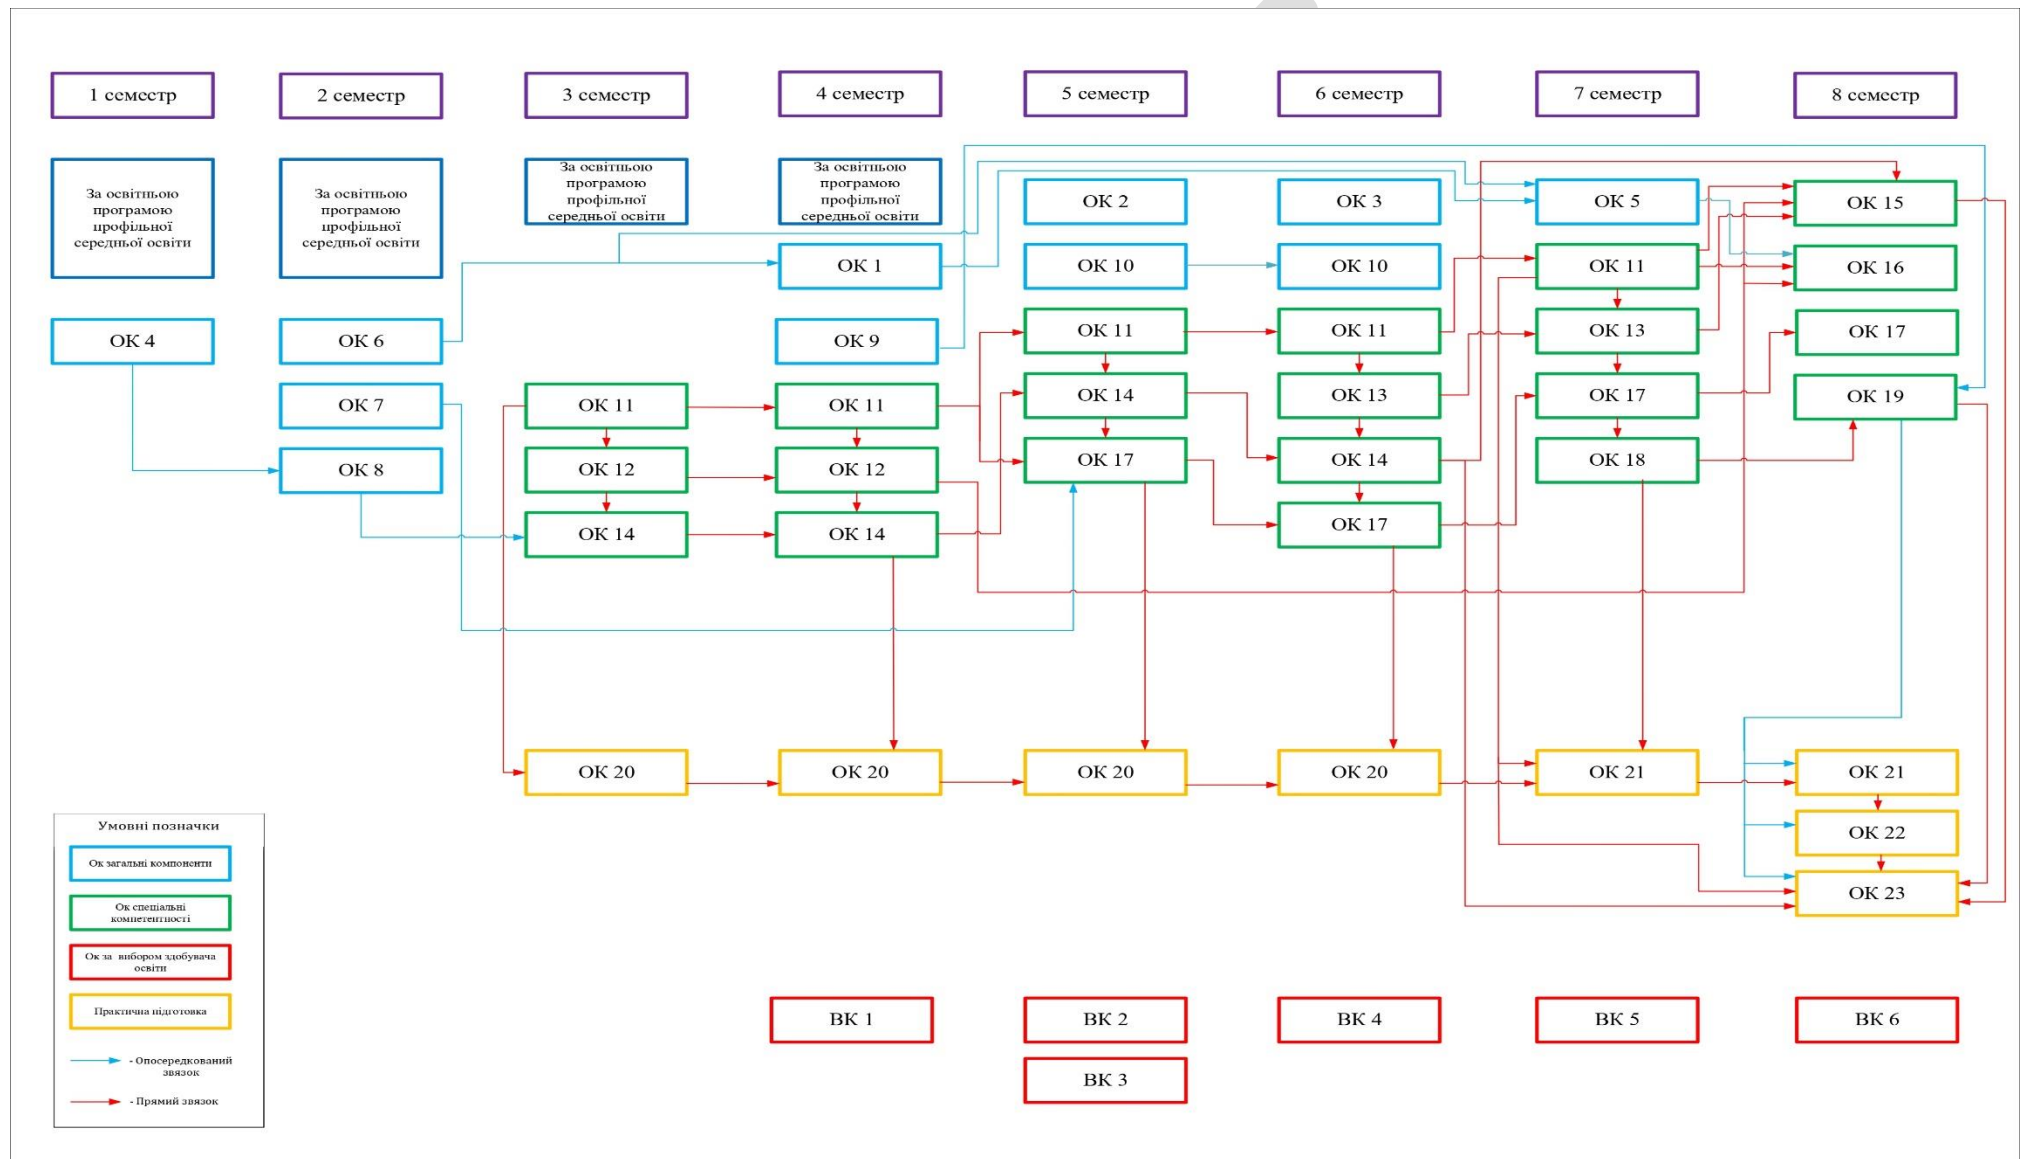 1 семестр
2 семестр
3 семестр
4 семестр
5 семестр
6 семестр
7 семестр
8 семестр
За освітньою
програмою
профільної
середньої освіти
За освітньою
програмою
профільної
середньої освіти
За освітньою
програмою
профільної
середньої освіти
За освітньою
програмою
профільної
середньої освіти
ОК 2
ОК 3
ОК 5
ОК 15
ОК 1
ОК 10
ОК 10
ОК 11
ОК 16
ОК 4
ОК 6
ОК 9
ОК 11
ОК 11
ОК 13
ОК 17
ОК 7
ОК 11
ОК 11
ОК 14
ОК 13
ОК 17
ОК 19
ОК 8
ОК 12
ОК 12
ОК 17
ОК 14
ОК 18
ОК 14
ОК 14
ОК 17
ОК 20
ОК 20
ОК 20
ОК 20
ОК 21
ОК 21
ОК 22
ОК 23
Умовні позначки
Ок загальні компоненти
Ок спеціальні
компетентності
Ок за вибором здобувача
освіти
Практична підготовка
- Опосередкований
звязок
- Прямий звязок
ВК 1
ВК 2
ВК 4
ВК 5
ВК 6
ВК 3